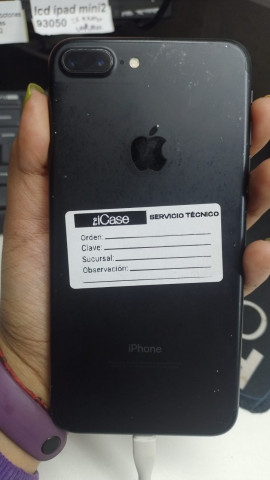 lcd ipad mini2
93050
iCase SERVICIO TÉCNICO
Orden:
Clave:
Sucursal:
Observación:
iPhone